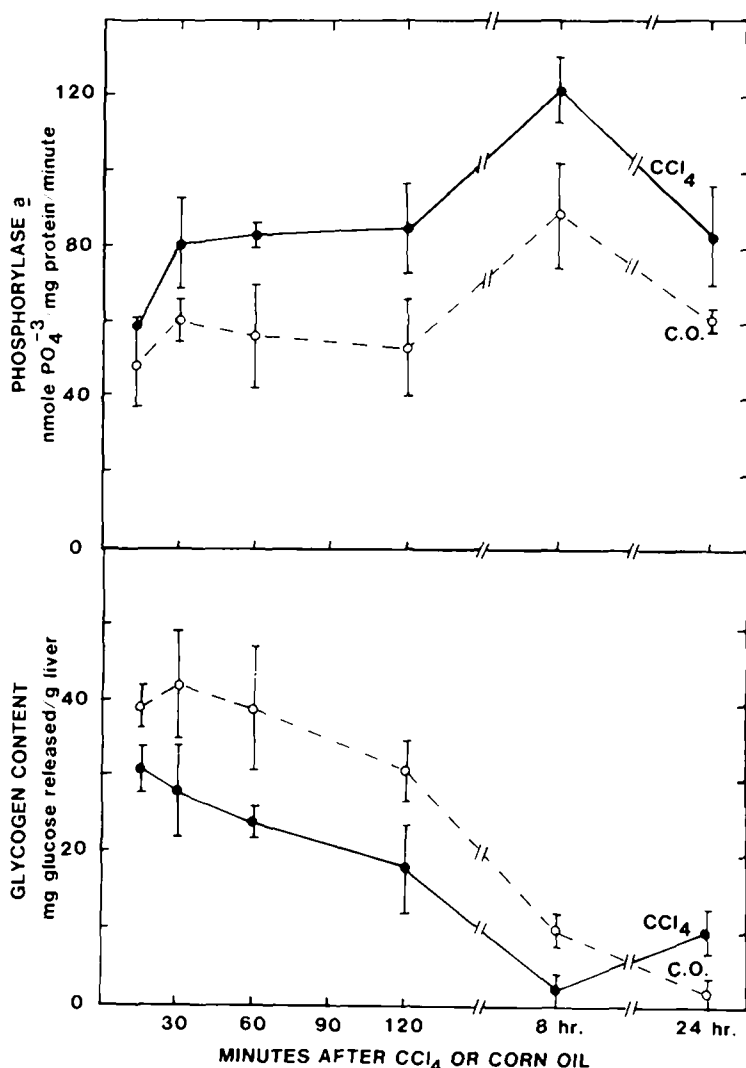 PHOSPHORYLASE a
nmole PO4-3 mg protein/minute
120
80
40
0
CCl4
C.O.
GLYCOGEN CONTENT
mg glucose released/g liver
40
20
0
CCl4
C.O.
30 60 90 120 8 hr. 24 hr.
MINUTES AFTER CCl4 OR CORN OIL